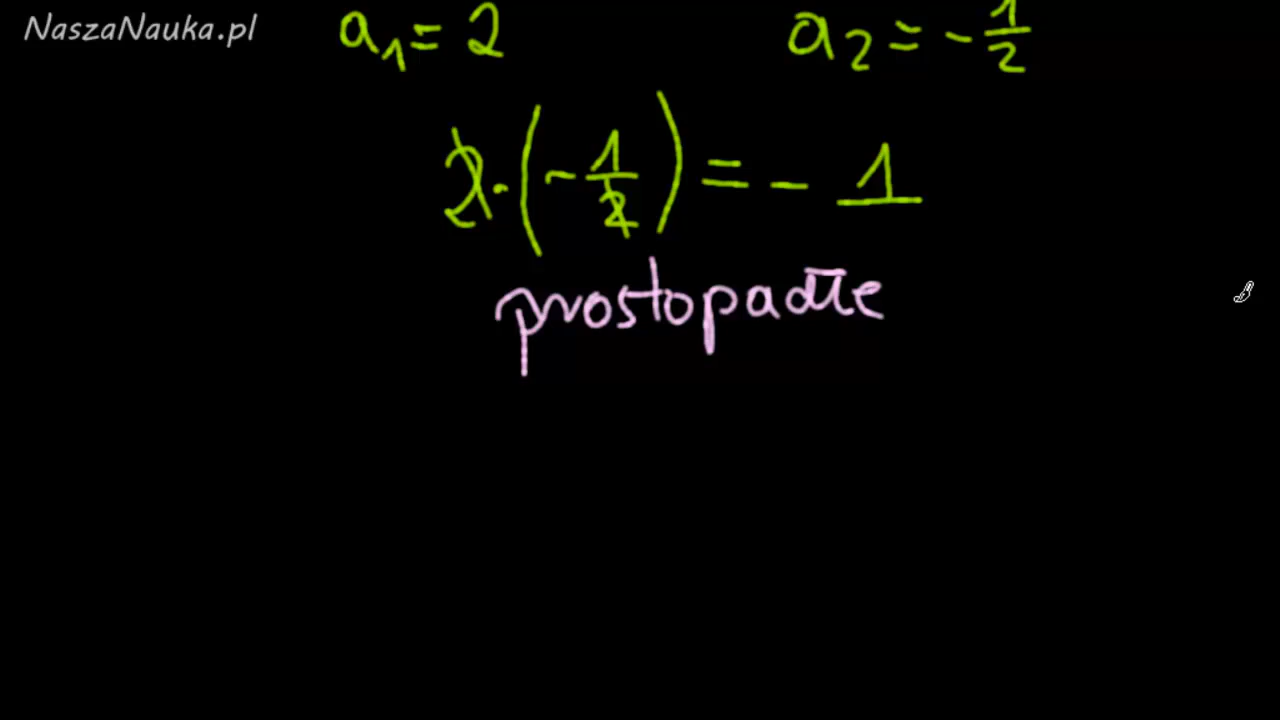 NaszaNauka.pl
a₁ = 2 a₂ = -1/2
2 · (-1/2) = -1
prostopadłe